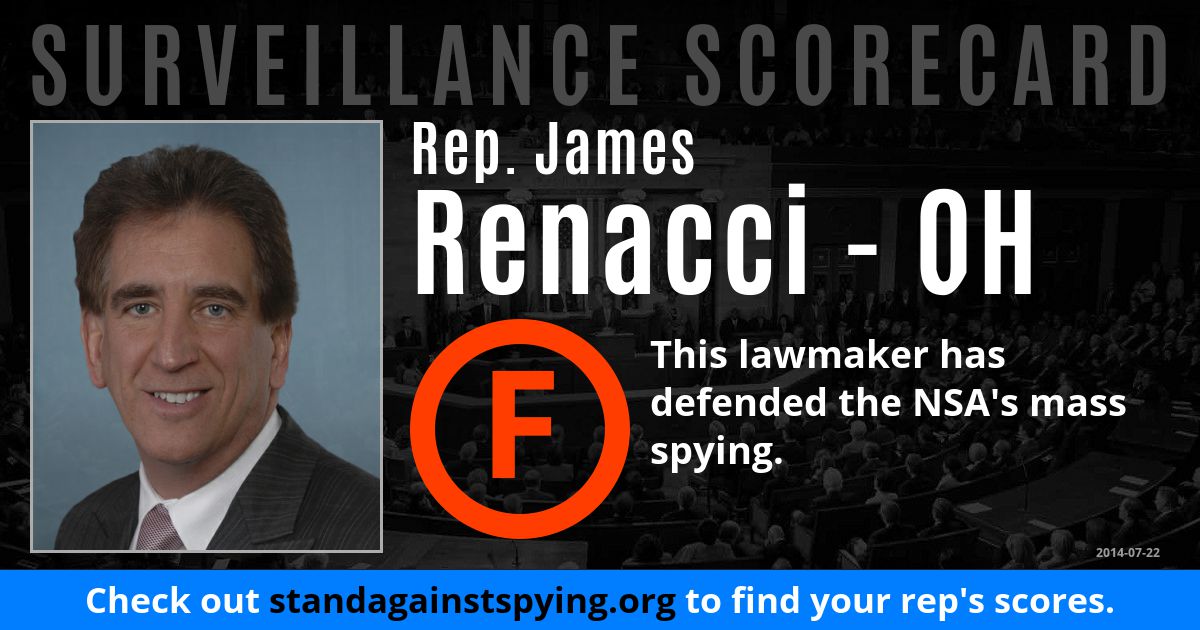 SURVEILLANCE SCORECARD
Rep. James
Renacci - OH
F
This lawmaker has
defended the NSA's mass
spying.
2014-07-22
Check out standagainstspying.org to find your rep's scores.